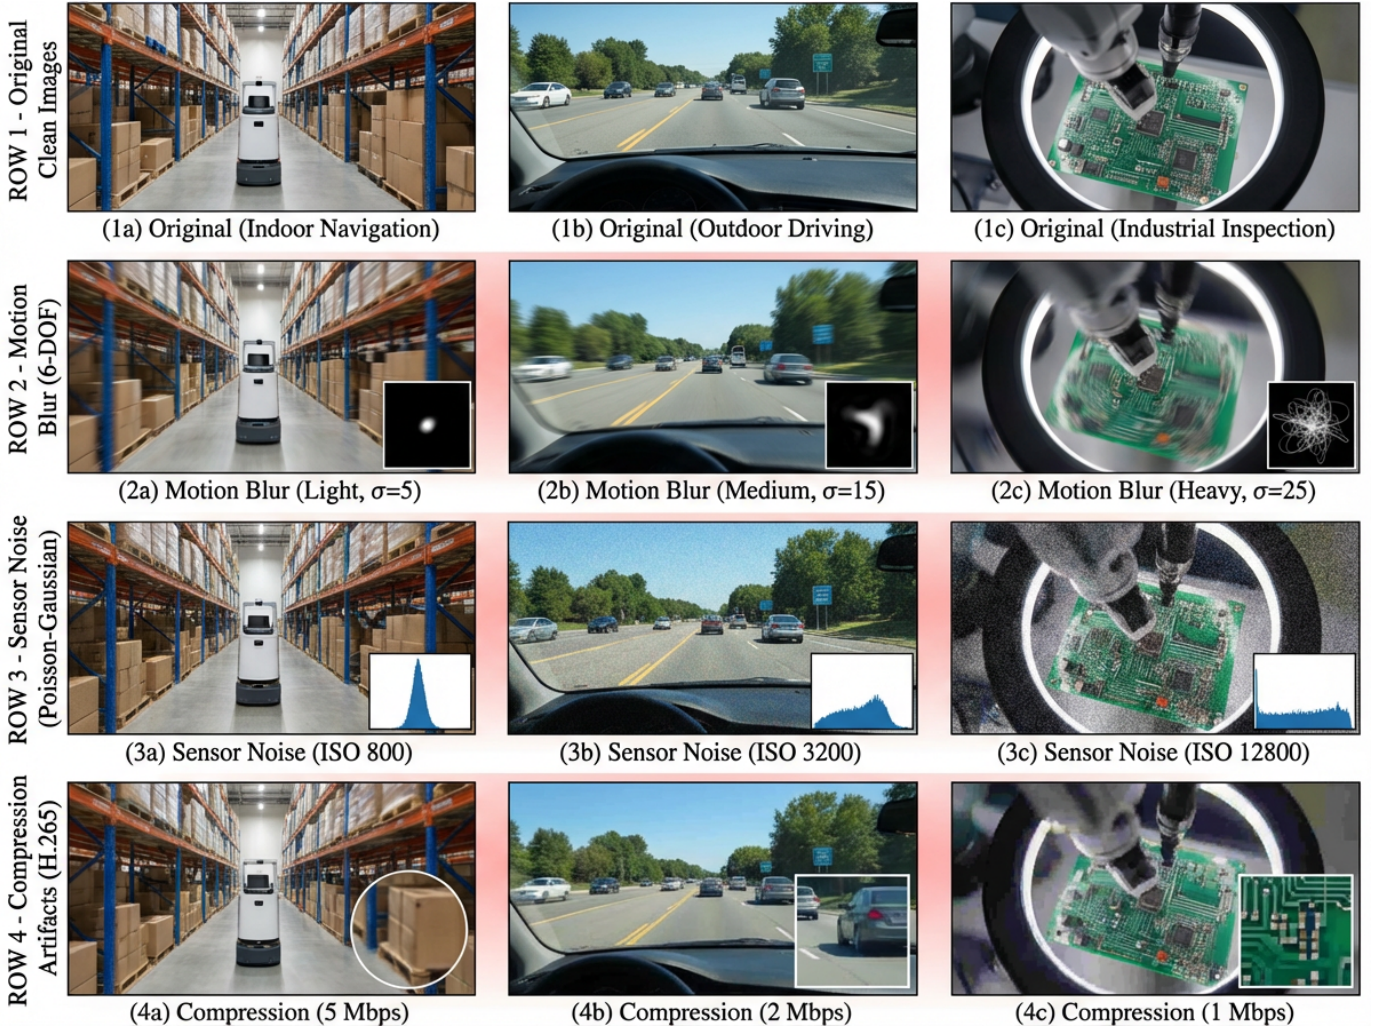 ROW 1 - Original
Clean Images
(1a) Original (Indoor Navigation)
(1b) Original (Outdoor Driving)
(1c) Original (Industrial Inspection)
ROW 2 - Motion
Blur (6-DOF)
(2a) Motion Blur (Light, σ=5)
(2b) Motion Blur (Medium, σ=15)
(2c) Motion Blur (Heavy, σ=25)
ROW 3 - Sensor Noise
(Poisson-Gaussian)
(3a) Sensor Noise (ISO 800)
(3b) Sensor Noise (ISO 3200)
(3c) Sensor Noise (ISO 12800)
ROW 4 - Compression
Artifacts (H.265)
(4a) Compression (5 Mbps)
(4b) Compression (2 Mbps)
(4c) Compression (1 Mbps)